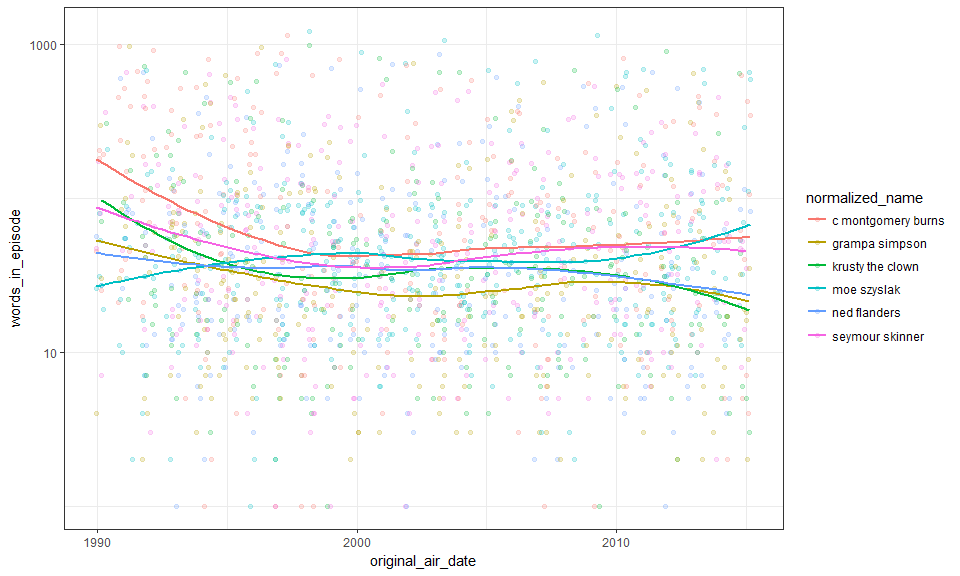 1000
10
words_in_episode
1990
2000
2010
original_air_date
normalized_name
c montgomery burns
grampa simpson
krusty the clown
moe szyslak
ned flanders
seymour skinner